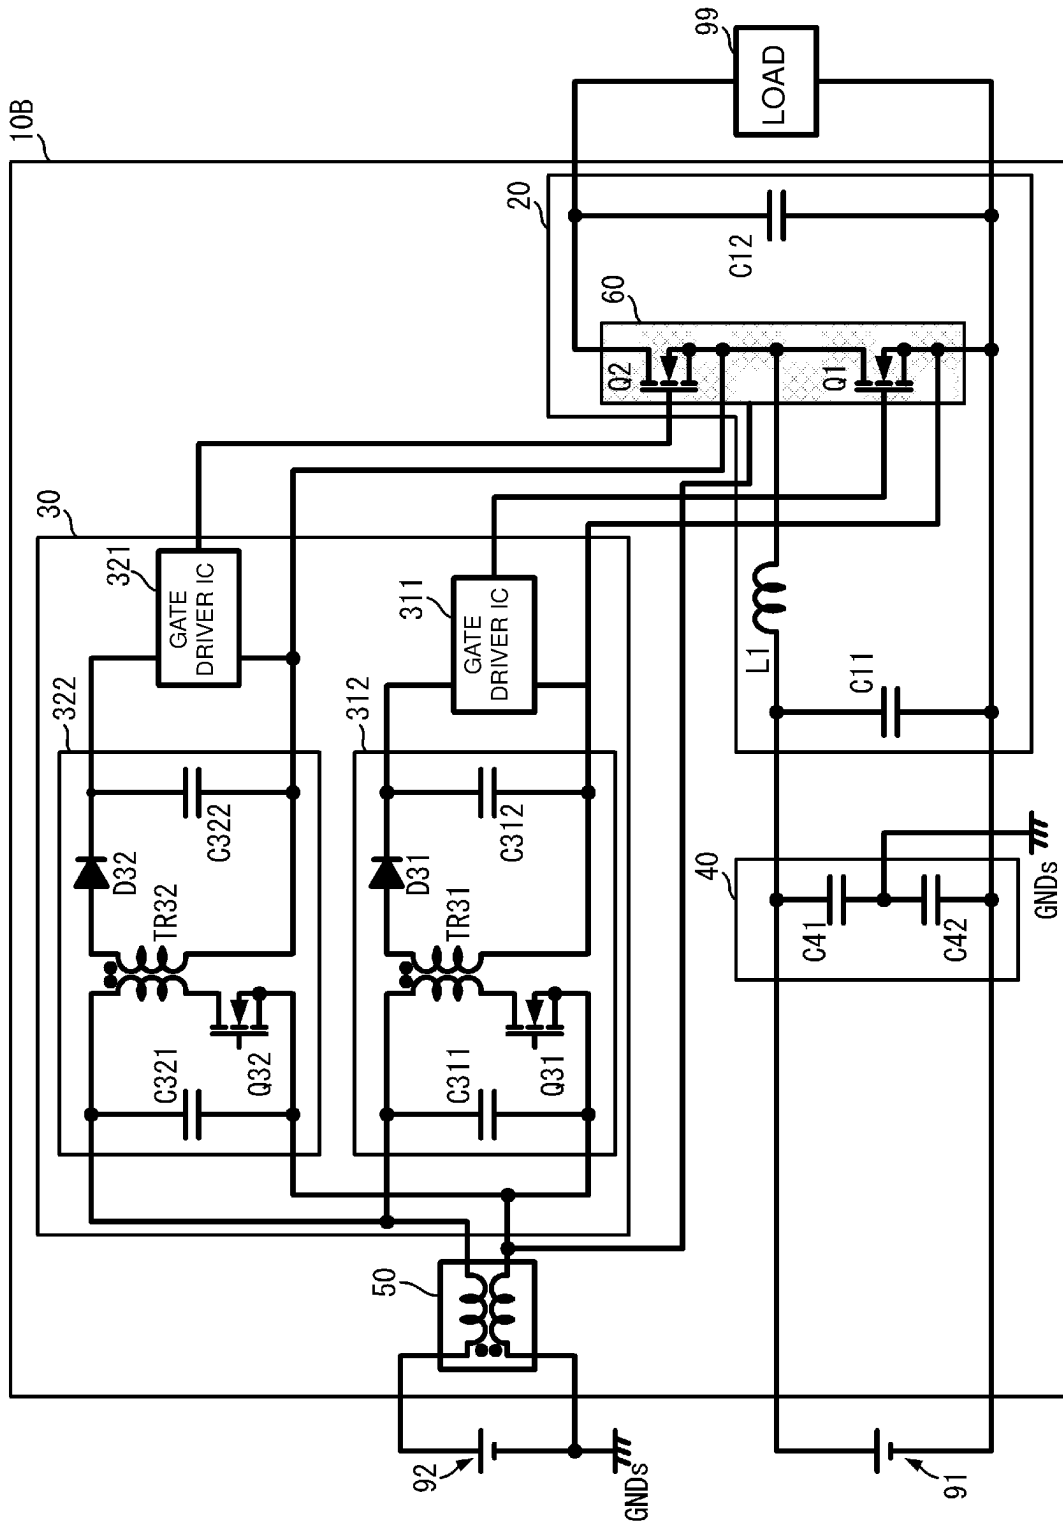 10B
30
322
321
GATE
DRIVER IC
D32
C322
TR32
C321
Q32
312
311
GATE
DRIVER IC
D31
C312
TR31
C311
Q31
50
92
GNDs
20
60
Q2
Q1
C12
99
LOAD
L1
C11
40
C41
C42
GNDs
91